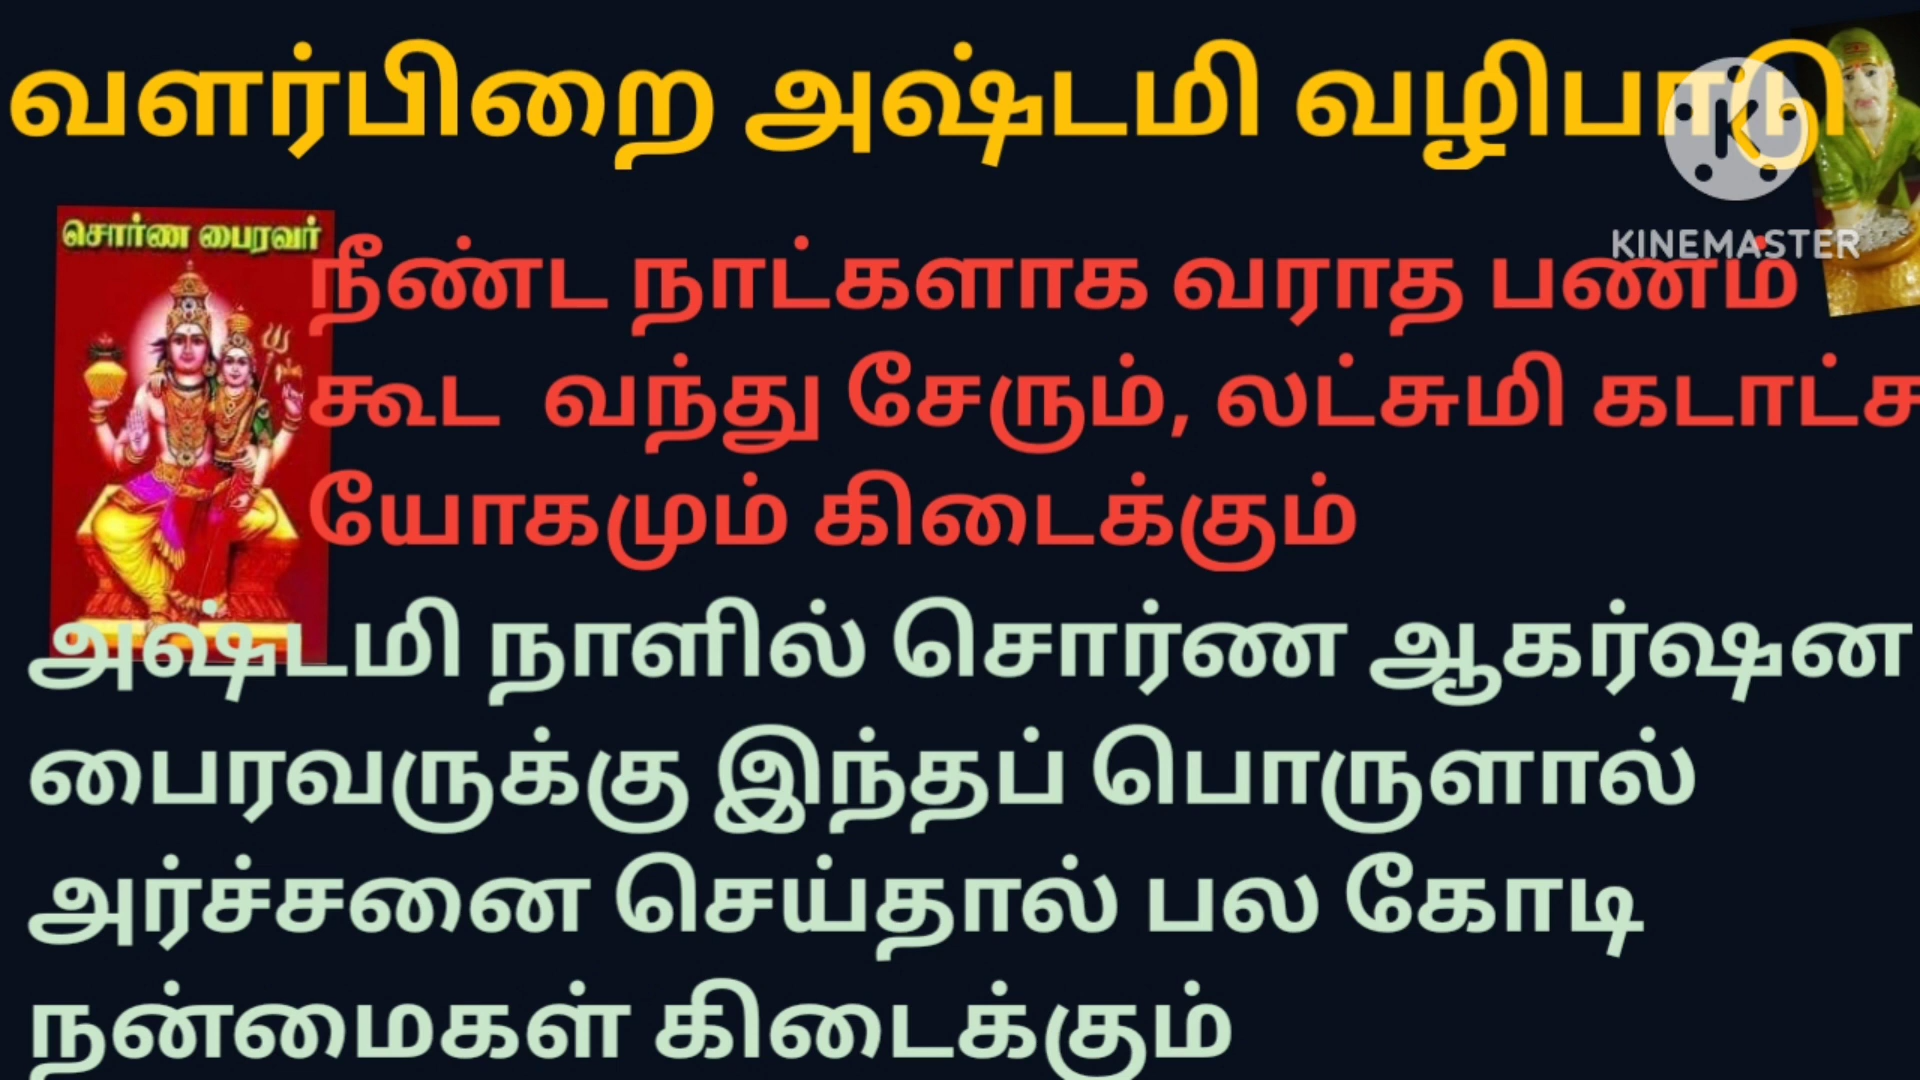 வளர்பிறை அஷ்டமி வழிபாடு
KINEMASTER
சொர்ண பைரவர்
நீண்ட நாட்களாக வராத பணம்
கூட வந்து சேரும், லட்சுமி கடாட்ச
யோகமும் கிடைக்கும்
அஷ்டமி நாளில் சொர்ண ஆகர்ஷன
பைரவருக்கு இந்தப் பொருளால்
அர்ச்சனை செய்தால் பல கோடி
நன்மைகள் கிடைக்கும்